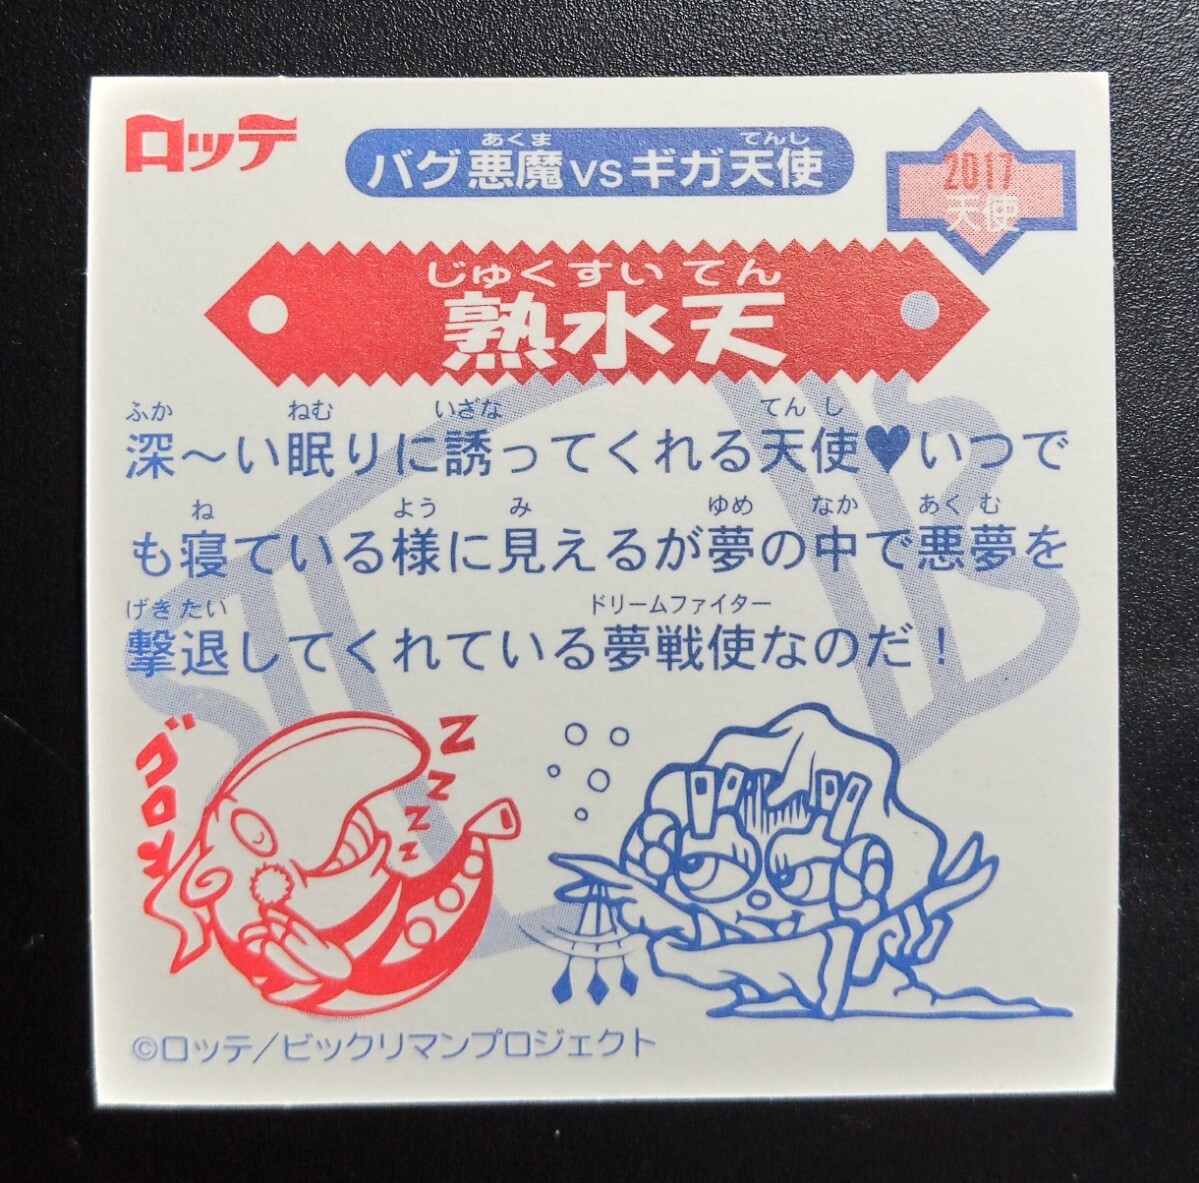 ロッテ
あくま てんし
バグ悪魔vsギガ天使
2017
天使
じゅくすいてん
熟水天
ふか ねむ いざな てんし
深〜い眠りに誘ってくれる天使♥いつで
ね よう み ゆめ なか あくむ
も寝ている様に見えるが夢の中で悪夢を
げきたい ドリームファイター
撃退してくれている夢戦使なのだ！
ZZZZ
©ロッテ/ビックリマンプロジェクト